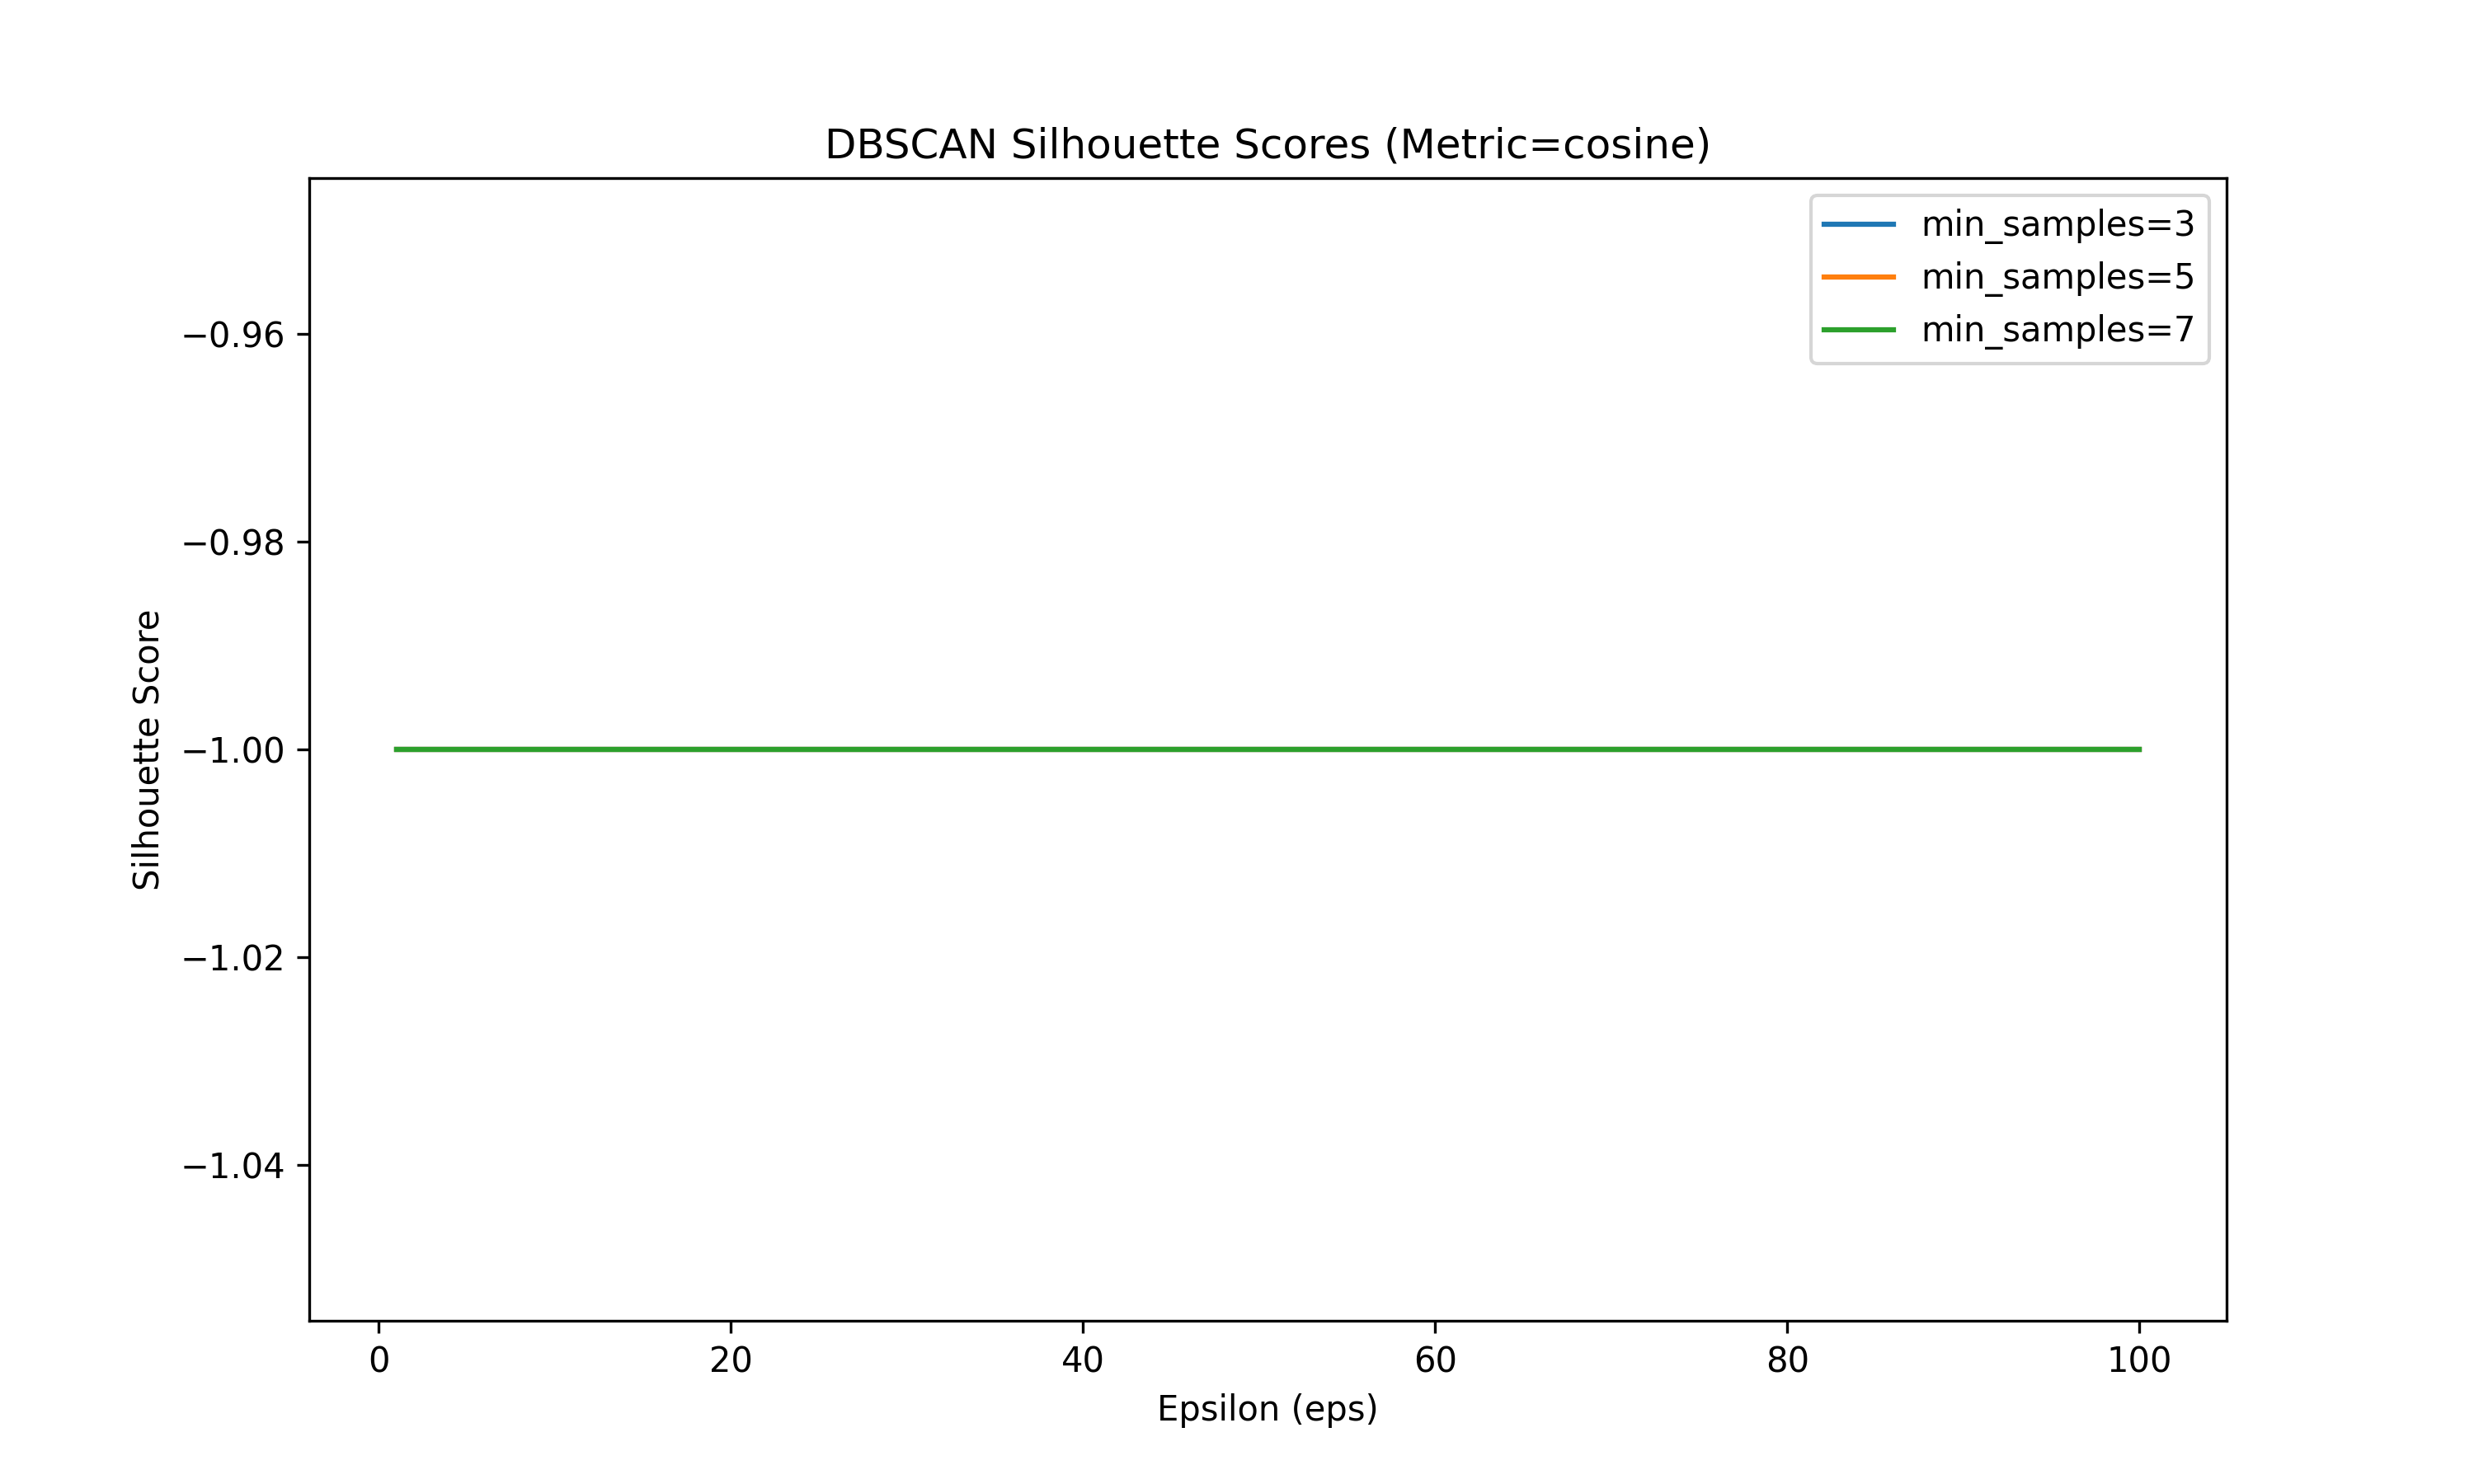 DBSCAN Silhouette Scores (Metric=cosine)
min_samples=3
min_samples=5
min_samples=7
Silhouette Score
−0.96
−0.98
−1.00
−1.02
−1.04
0 20 40 60 80 100
Epsilon (eps)